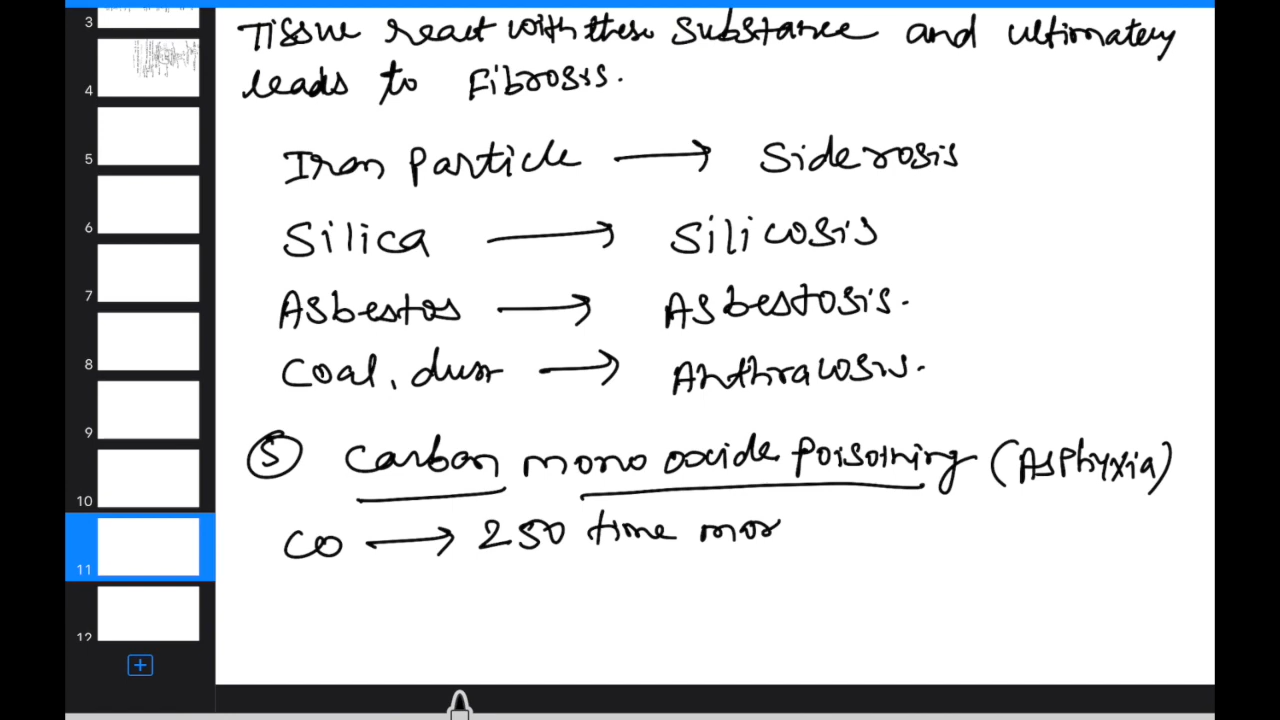 3
4
5
6
7
8
9
10
11
12
Tissue react with these substance and ultimately
leads to Fibrosis.
Iron Particle → Siderosis
Silica → Silicosis
Asbestos → Asbestosis.
Coal, dust → Anthracosis.
5 Carbon mono oxide Poisoining (Asphyxia)
CO → 250 time mor